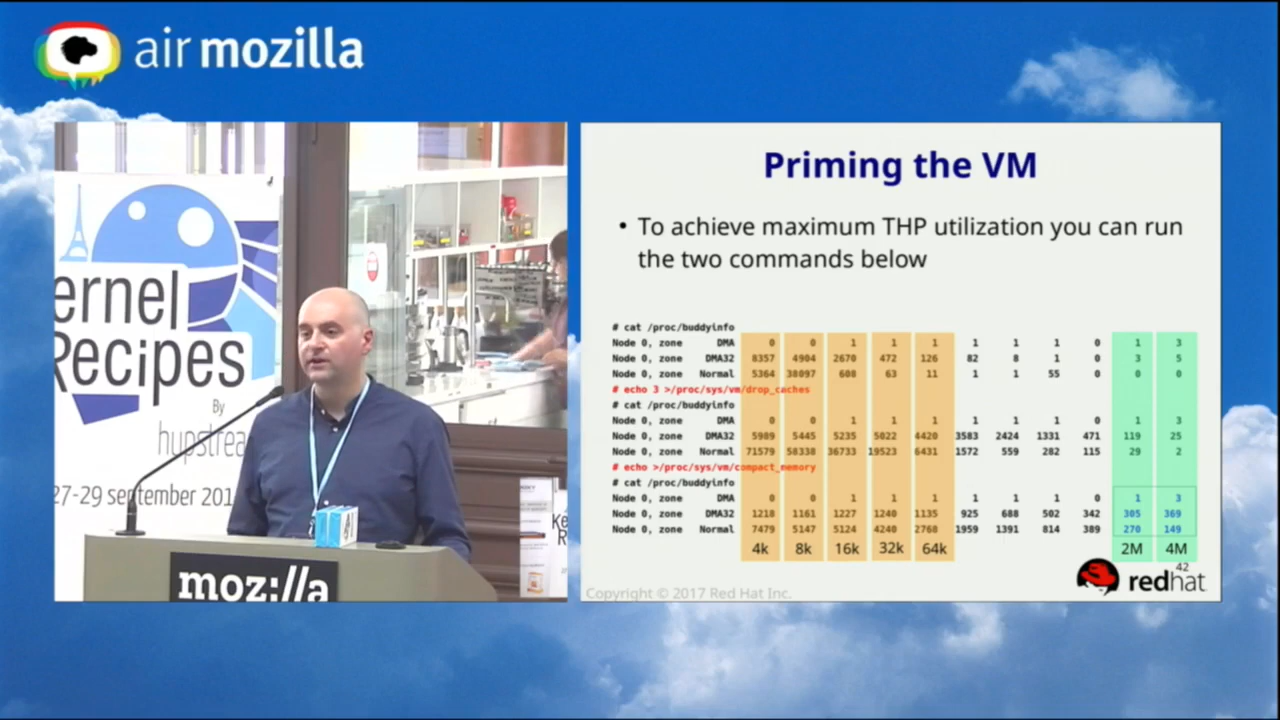 air mozilla
ernel
Recipes
By
hupstrea
27-29 september 201
moz://a
Ke
R
Priming the VM
• To achieve maximum THP utilization you can run
the two commands below
# cat /proc/buddyinfo
Node 0, zone DMA 0 0 1 1 1 1 1 1 0 1 3
Node 0, zone DMA32 8357 4904 2670 472 126 82 8 1 0 3 5
Node 0, zone Normal 5364 38097 608 63 11 1 1 55 0 0 0
# echo 3 >/proc/sys/vm/drop_caches
# cat /proc/buddyinfo
Node 0, zone DMA 0 0 1 1 1 1 1 1 0 1 3
Node 0, zone DMA32 5989 5445 5235 5022 4420 3583 2424 1331 471 119 25
Node 0, zone Normal 71579 58338 36733 19523 6431 1572 559 282 115 29 2
# echo >/proc/sys/vm/compact_memory
# cat /proc/buddyinfo
Node 0, zone DMA 0 0 1 1 1 1 1 1 0 1 3
Node 0, zone DMA32 1218 1161 1227 1240 1135 925 688 502 342 305 369
Node 0, zone Normal 7479 5147 5124 4240 2768 1959 1391 814 389 270 149
4k 8k 16k 32k 64k 2M 4M
42
redhat
Copyright © 2017 Red Hat Inc.